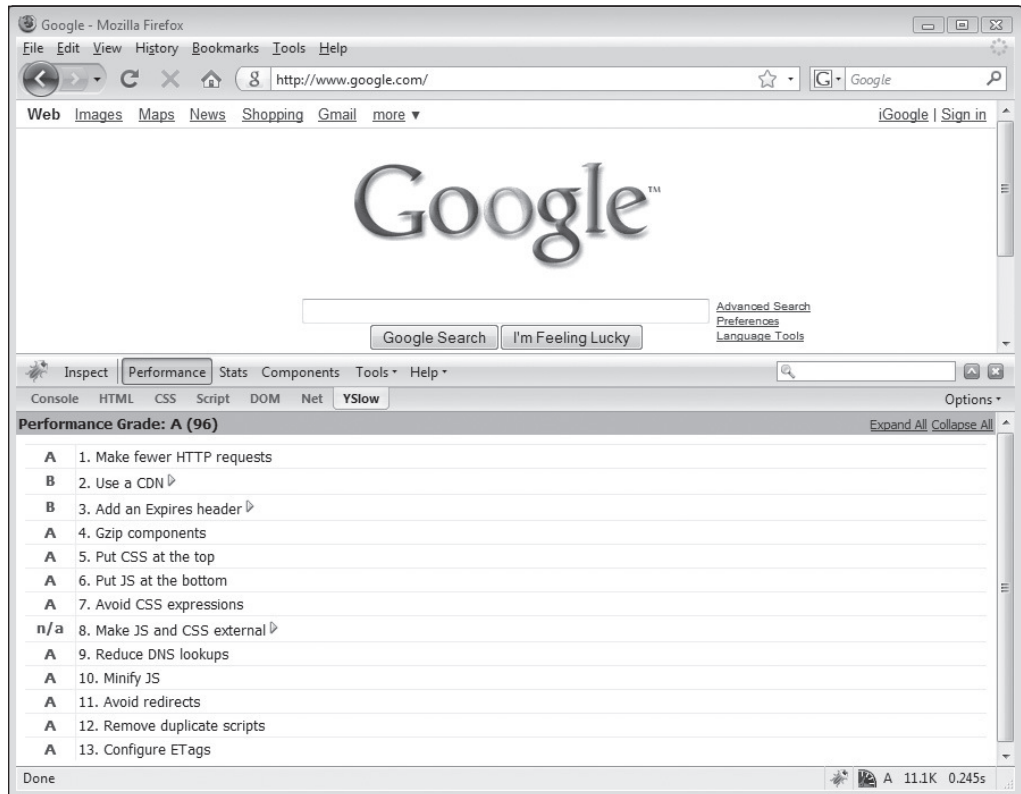 Google - Mozilla Firefox
File Edit View History Bookmarks Tools Help
g http://www.google.com/ G Google
Web Images Maps News Shopping Gmail more ▼ iGoogle | Sign in
Google™
Advanced Search
Preferences
Google Search I'm Feeling Lucky Language Tools
Inspect Performance Stats Components Tools Help
Console HTML CSS Script DOM Net YSlow Options
Performance Grade: A (96) Expand All Collapse All
A 1. Make fewer HTTP requests
B 2. Use a CDN
B 3. Add an Expires header
A 4. Gzip components
A 5. Put CSS at the top
A 6. Put JS at the bottom
A 7. Avoid CSS expressions
n/a 8. Make JS and CSS external
A 9. Reduce DNS lookups
A 10. Minify JS
A 11. Avoid redirects
A 12. Remove duplicate scripts
A 13. Configure ETags
Done A 11.1K 0.245s